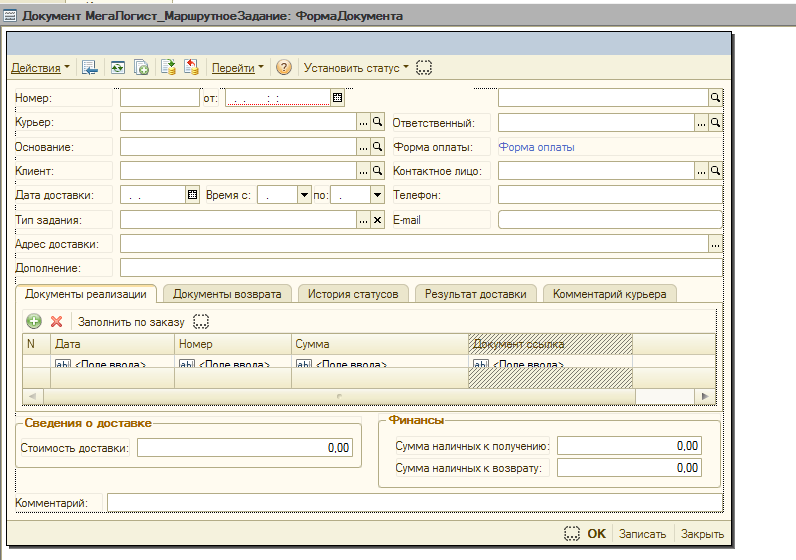 Документ МегаЛогист_МаршрутноеЗадание: ФормаДокумента
Действия Перейти ? Установить статус
Номер: от: . . : :
Курьер: ... Ответственный: ...
Основание: ... Форма оплаты: Форма оплаты
Клиент: ... Контактное лицо: ...
Дата доставки: . . Время с: . по: . Телефон:
Тип задания: ... E-mail
Адрес доставки: ...
Дополнение:
Документы реализации Документы возврата История статусов Результат доставки Комментарий курьера
Заполнить по заказу
N Дата Номер Сумма Документ ссылка
ab| <Поле ввода> ab| <Поле ввода> ab| <Поле ввода> ab| <Поле ввода>
Сведения о доставке Финансы
Стоимость доставки: 0,00 Сумма наличных к получению: 0,00
Сумма наличных к возврату: 0,00
Комментарий:
OK Записать Закрыть